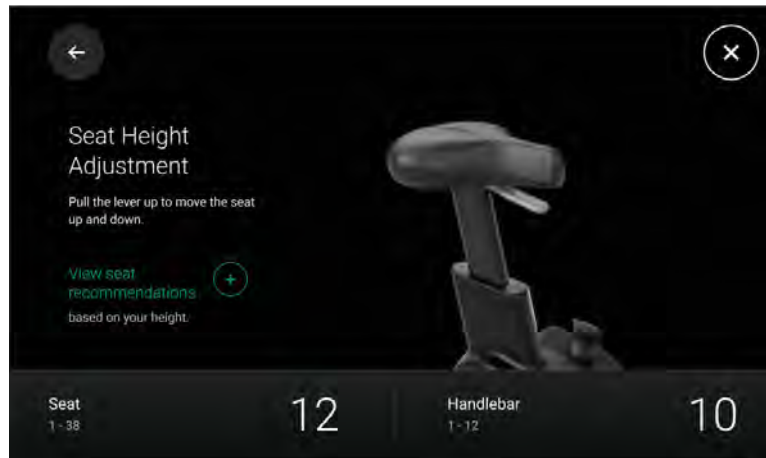 Seat Height
Adjustment
Pull the lever up to move the seat
up and down.
View seat
recommendations
based on your height.
Seat
1 - 38
12
Handlebar
1 - 12
10